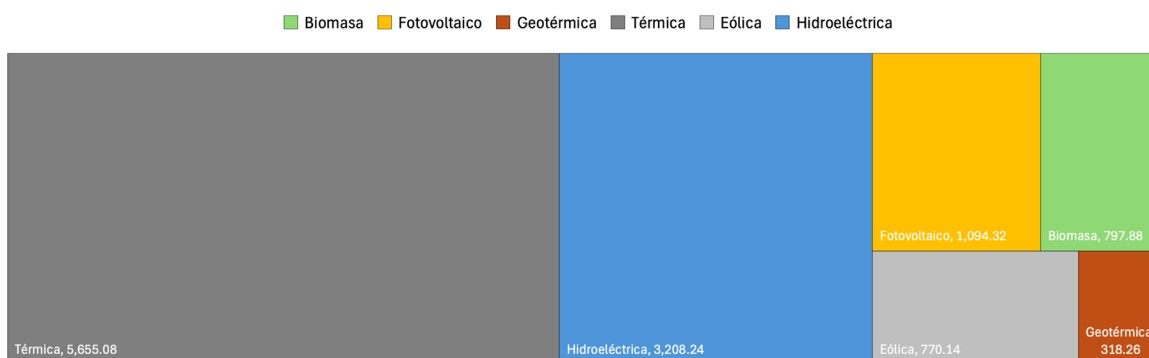 Biomasa Fotovoltaico Geotérmica Térmica Eólica Hidroeléctrica
Térmica, 5,655.08
Hidroeléctrica, 3,208.24
Fotovoltaico, 1,094.32
Biomasa, 797.88
Eólica, 770.14
Geotérmica
318.26